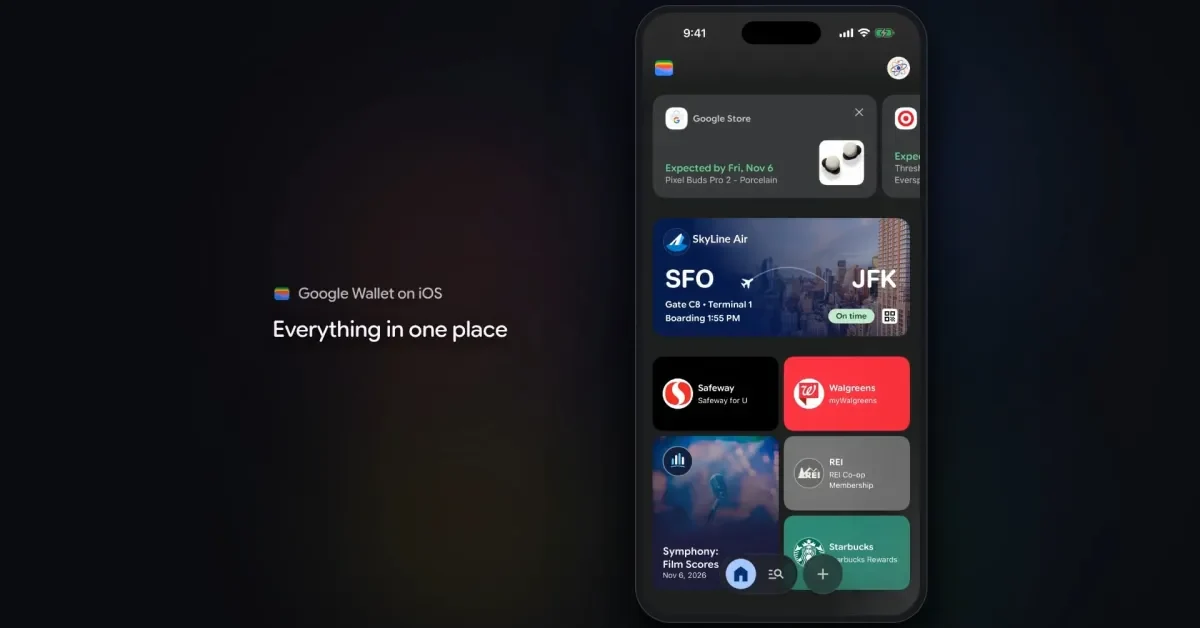 Google Wallet on iOS
Everything in one place
9:41
Google Store
Expected by Fri, Nov 6
Pixel Buds Pro 2 - Porcelain
SkyLine Air
SFO
JFK
Gate C8 • Terminal 1
Boarding 1:55 PM
On time
Safeway
Safeway for U
Walgreens
myWalgreens
REI
REI
REI Co-op
Membership
Symphony:
Film Scores
Nov 6, 2026
Starbucks
Rewards